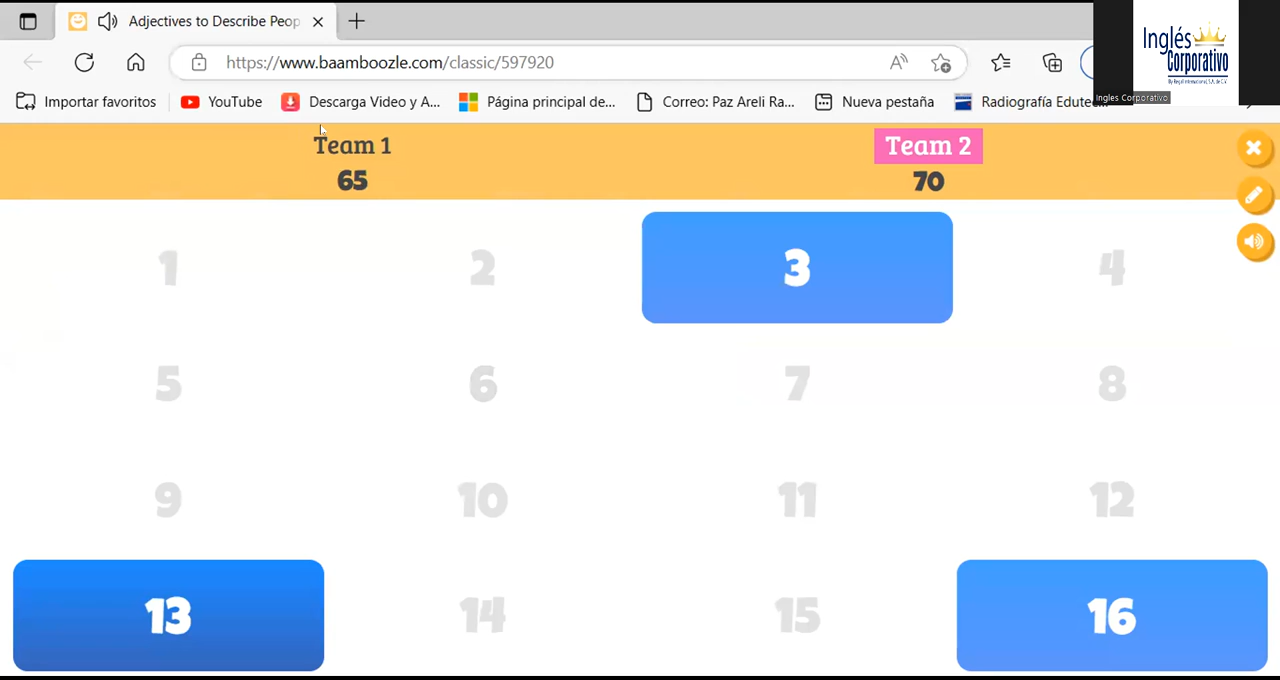 Adjectives to Describe Peop
https://www.baamboozle.com/classic/597920
Importar favoritos
YouTube
Descarga Video y A...
Página principal de...
Correo: Paz Areli Ra...
Nueva pestaña
Radiografía Edutec...
Inglés
Corporativo
Ingles Corporativo
Team 1
65
Team 2
70
1
2
3
4
5
6
7
8
9
10
11
12
13
14
15
16